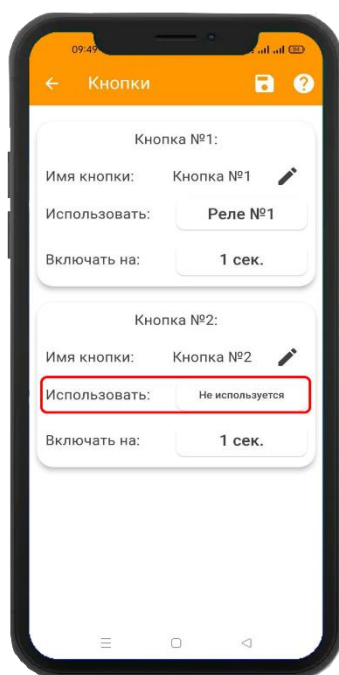 09:49
Кнопки
Кнопка №1:
Имя кнопки: Кнопка №1
Использовать: Реле №1
Включать на: 1 сек.
Кнопка №2:
Имя кнопки: Кнопка №2
Использовать: Не используется
Включать на: 1 сек.